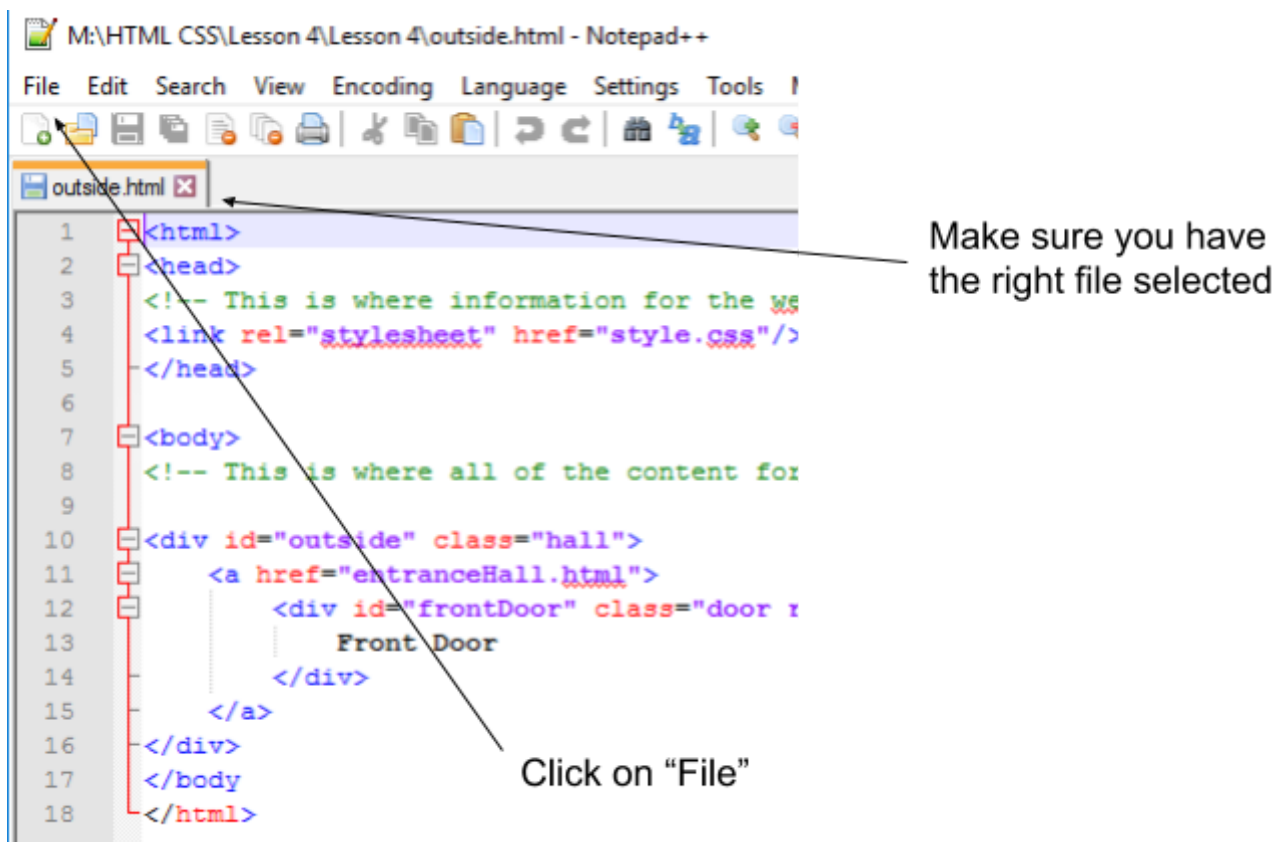 M:\HTML CSS\Lesson 4\Lesson 4\outside.html - Notepad++
File Edit Search View Encoding Language Settings Tools
outside.html
1 <html>
2 <head>
3 <!-- This is where information for the we
4 <link rel="stylesheet" href="style.css"/>
5 </head>
6
7 <body>
8 <!-- This is where all of the content for
9
10 <div id="outside" class="hall">
11 <a href="entranceHall.html">
12 <div id="frontDoor" class="door r
13 Front Door
14 </div>
15 </a>
16 </div>
17 </body
18 </html>
Make sure you have
the right file selected
Click on “File”